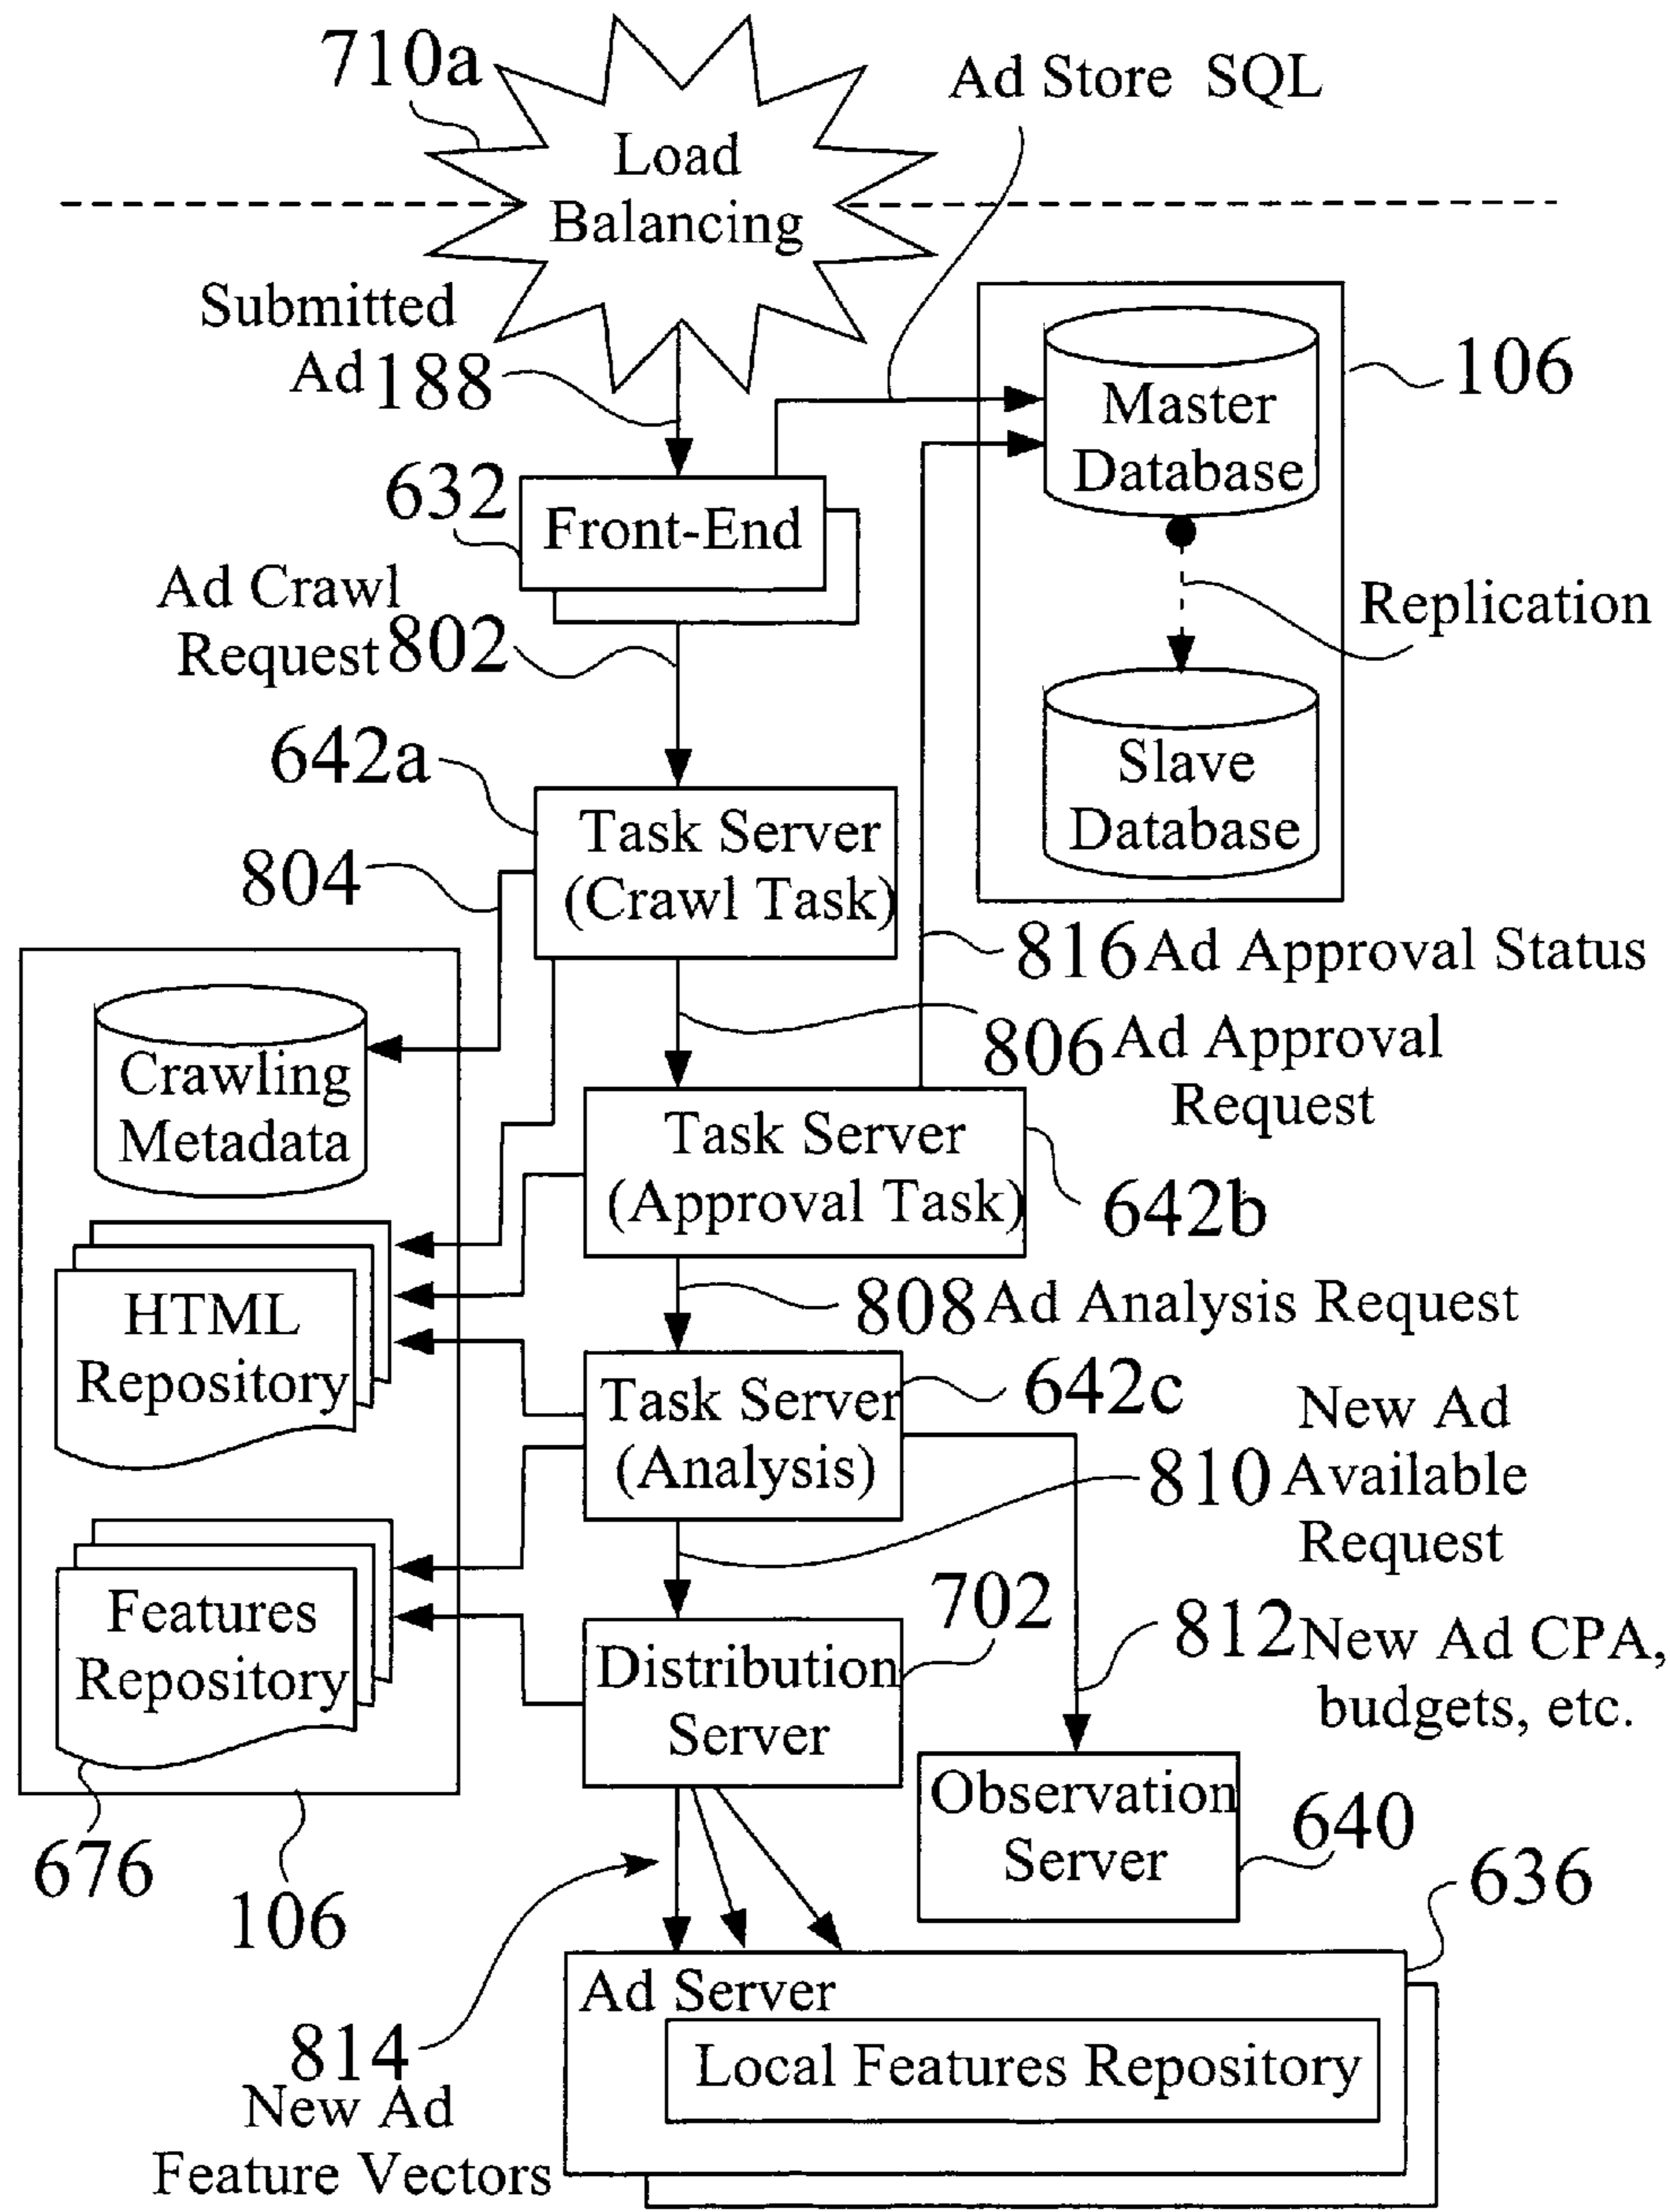 710a
Ad Store SQL
Load
Balancing
Submitted
Ad 188
106
Master
Database
632
Front-End
Ad Crawl
Request 802
Replication
642a
Slave
Database
Task Server
(Crawl Task)
804
816 Ad Approval Status
806 Ad Approval
Request
Crawling
Metadata
Task Server
(Approval Task)
642b
HTML
Repository
808 Ad Analysis Request
Task Server
(Analysis)
642c
New Ad
810 Available
Request
Features
Repository
702
Distribution
Server
812 New Ad CPA,
budgets, etc.
Observation
Server
640
676
106
636
Ad Server
Local Features Repository
814
New Ad
Feature Vectors